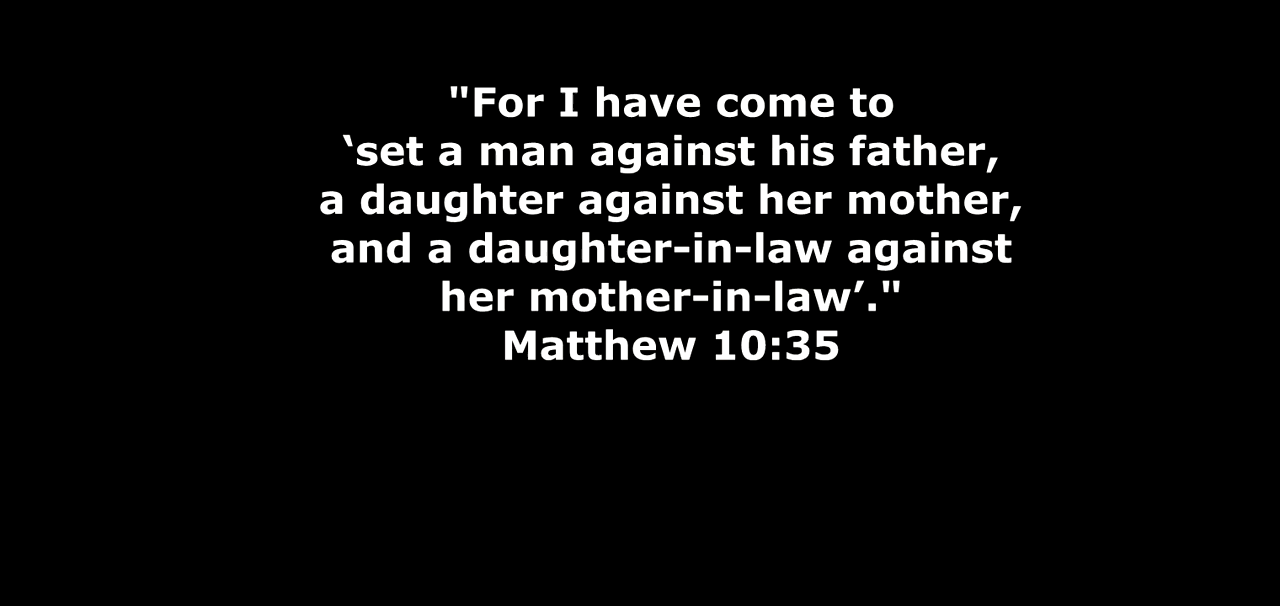 "For I have come to
‘set a man against his father,
a daughter against her mother,
and a daughter-in-law against
her mother-in-law’."
Matthew 10:35